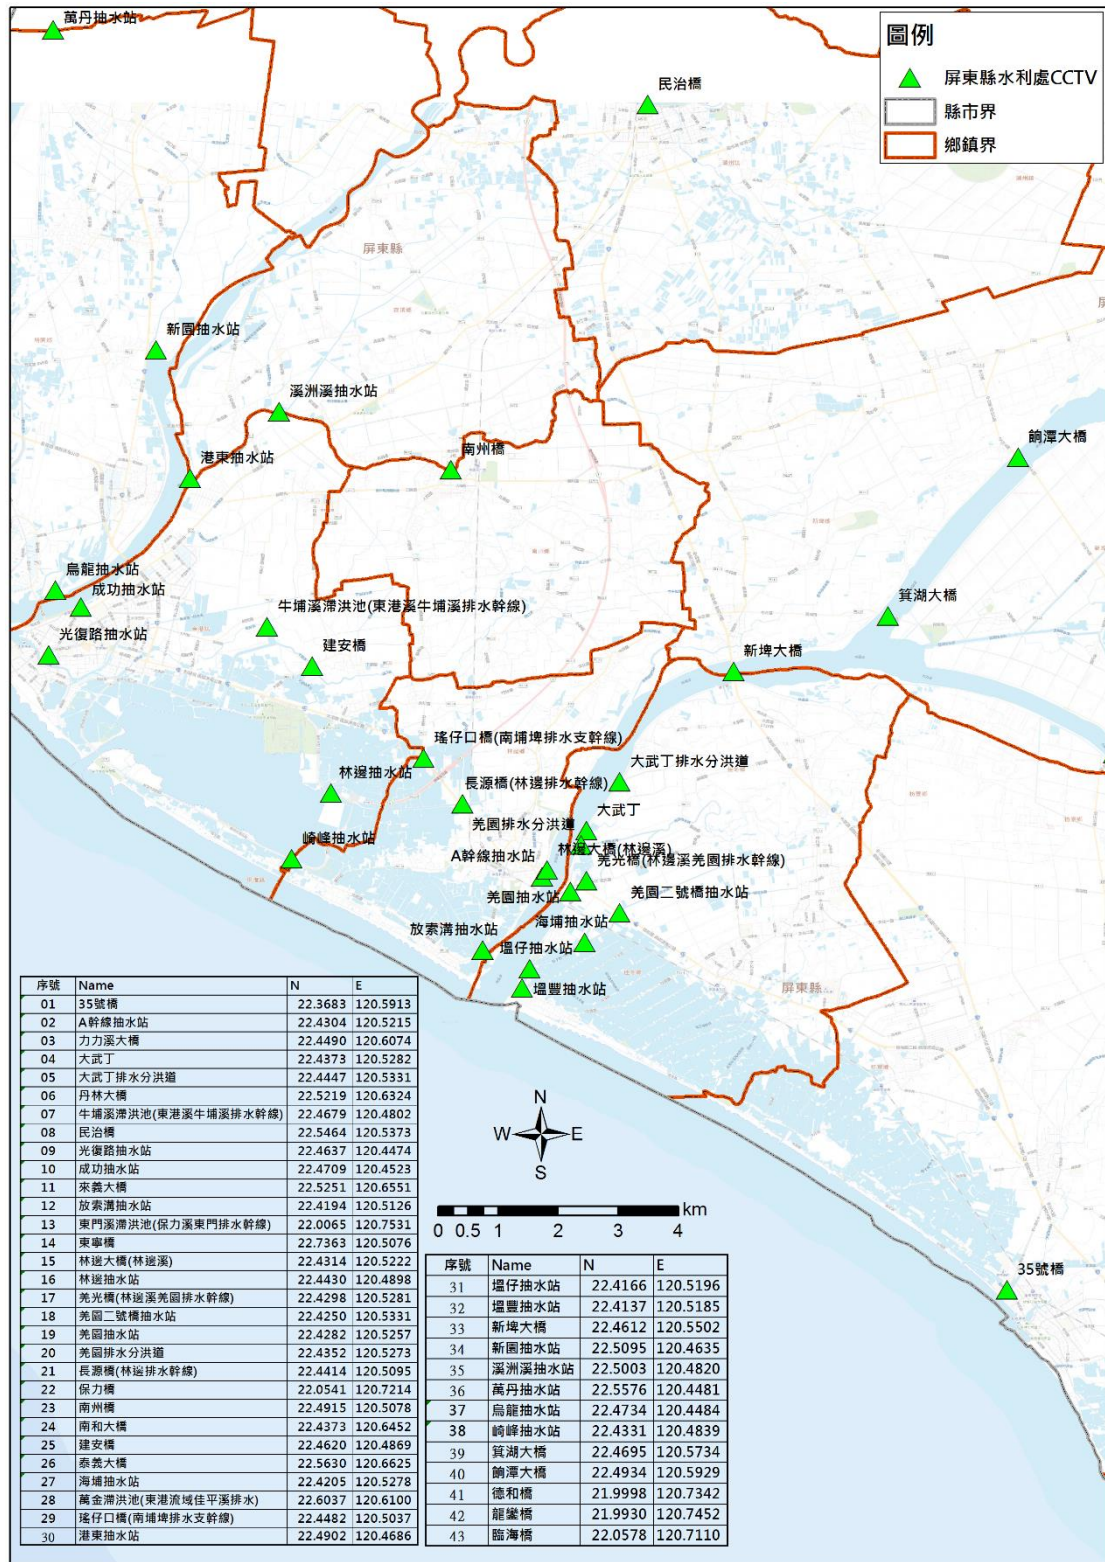 萬丹抽水站
圖例
屏東縣水利處CCTV
縣市界
鄉鎮界
民治橋
屏東縣
新園抽水站
溪洲溪抽水站
南州橋
餉潭大橋
港東抽水站
烏龍抽水站
成功抽水站
牛埔溪滯洪池(東港溪牛埔溪排水幹線)
箕湖大橋
光復路抽水站
建安橋
新埤大橋
瑤仔口橋(南埔埤排水支幹線)
大武丁排水分洪道
林邊抽水站
長源橋(林邊排水幹線)
大武丁
羌園排水分洪道
崎峰抽水站
林邊大橋(林邊溪)
A幹線抽水站
羌光橋(林邊溪羌園排水幹線)
羌園抽水站
羌園二號橋抽水站
海埔抽水站
放索溝抽水站
塭仔抽水站
塭豐抽水站
屏東縣
35號橋
N
W E
S
0 0.5 1 2 3 4 km
序號 Name N E
01 35號橋 22.3683 120.5913
02 A幹線抽水站 22.4304 120.5215
03 力力溪大橋 22.4490 120.6074
04 大武丁 22.4373 120.5282
05 大武丁排水分洪道 22.4447 120.5331
06 丹林大橋 22.5219 120.6324
07 牛埔溪滯洪池(東港溪牛埔溪排水幹線) 22.4679 120.4802
08 民治橋 22.5464 120.5373
09 光復路抽水站 22.4637 120.4474
10 成功抽水站 22.4709 120.4523
11 來義大橋 22.5251 120.6551
12 放索溝抽水站 22.4194 120.5126
13 東門溪滯洪池(保力溪東門排水幹線) 22.0065 120.7531
14 東寧橋 22.7363 120.5076
15 林邊大橋(林邊溪) 22.4314 120.5222
16 林邊抽水站 22.4430 120.4898
17 羌光橋(林邊溪羌園排水幹線) 22.4298 120.5281
18 羌園二號橋抽水站 22.4250 120.5331
19 羌園抽水站 22.4282 120.5257
20 羌園排水分洪道 22.4352 120.5273
21 長源橋(林邊排水幹線) 22.4414 120.5095
22 保力橋 22.0541 120.7214
23 南州橋 22.4915 120.5078
24 南和大橋 22.4373 120.6452
25 建安橋 22.4620 120.4869
26 泰義大橋 22.5630 120.6625
27 海埔抽水站 22.4205 120.5278
28 萬金滯洪池(東港流域佳平溪排水) 22.6037 120.6100
29 瑤仔口橋(南埔埤排水支幹線) 22.4482 120.5037
30 港東抽水站 22.4902 120.4686
序號 Name N E
31 塭仔抽水站 22.4166 120.5196
32 塭豐抽水站 22.4137 120.5185
33 新埤大橋 22.4612 120.5502
34 新園抽水站 22.5095 120.4635
35 溪洲溪抽水站 22.5003 120.4820
36 萬丹抽水站 22.5576 120.4481
37 烏龍抽水站 22.4734 120.4484
38 崎峰抽水站 22.4331 120.4839
39 箕湖大橋 22.4695 120.5734
40 餉潭大橋 22.4934 120.5929
41 德和橋 21.9998 120.7342
42 龍鑾橋 21.9930 120.7452
43 臨海橋 22.0578 120.7110